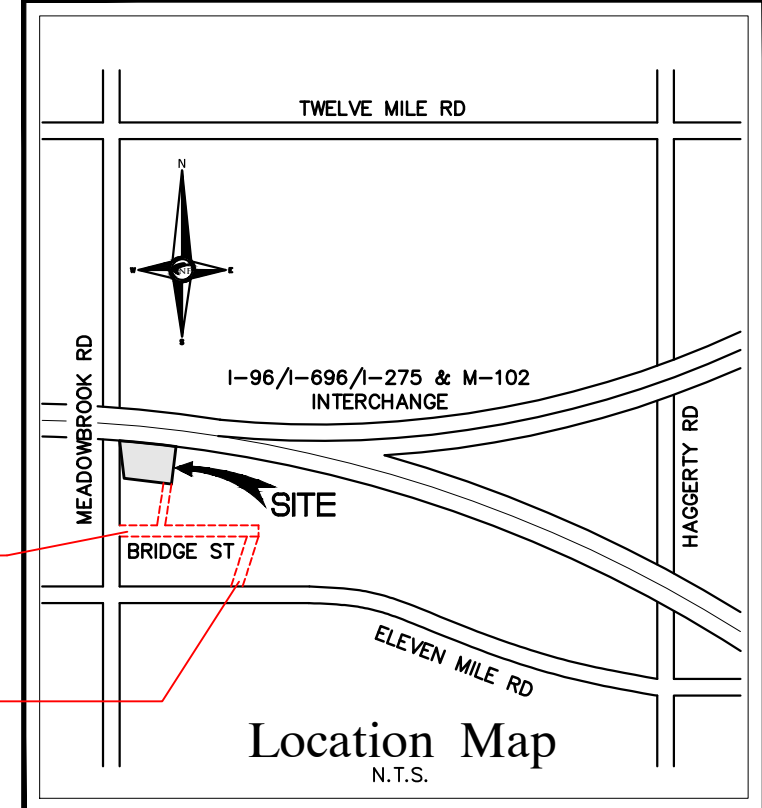 TWELVE MILE RD
N
W
E
S
MEADOWBROOK RD
I-96/I-696/I-275 & M-102
INTERCHANGE
HAGGERTY RD
SITE
BRIDGE ST
ELEVEN MILE RD
Location Map
N.T.S.